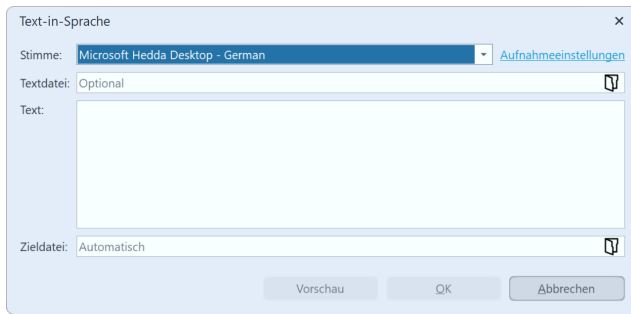 Text-in-Sprache
Stimme: Microsoft Hedda Desktop - German Aufnahmeeinstellungen
Textdatei: Optional
Text:
Zieldatei: Automatisch
Vorschau OK Abbrechen